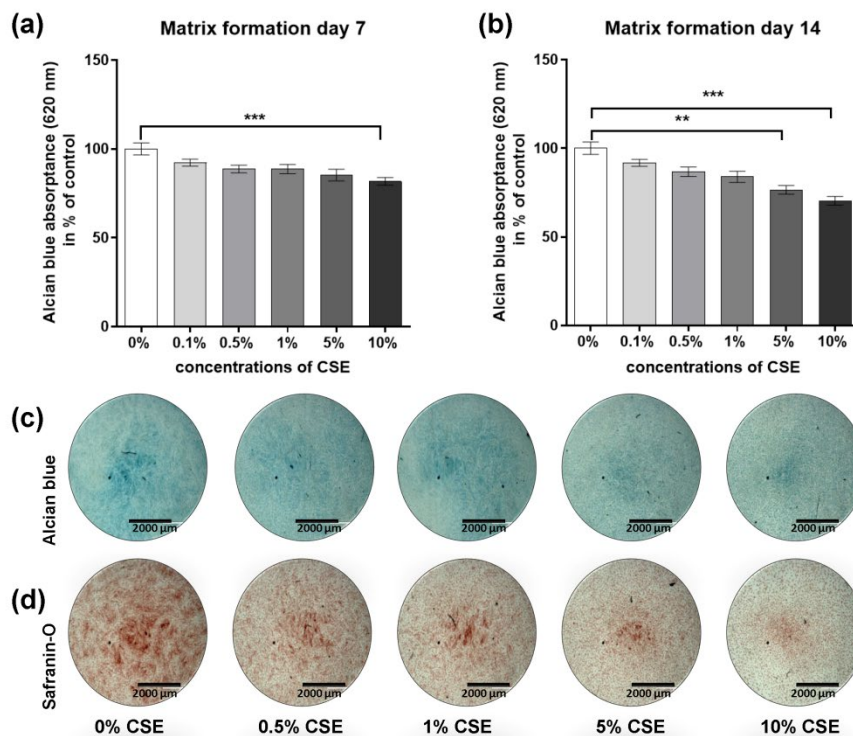 (a)
Matrix formation day 7
Alcian blue absorptance (620 nm)
in % of control
150
100
50
0
***
0% 0.1% 0.5% 1% 5% 10%
concentrations of CSE
(b)
Matrix formation day 14
Alcian blue absorptance (620 nm)
in % of control
150
100
50
0
***
**
0% 0.1% 0.5% 1% 5% 10%
concentrations of CSE
(c)
Alcian blue
2000 µm 2000 µm 2000 µm 2000 µm 2000 µm
(d)
Safranin-O
2000 µm 2000 µm 2000 µm 2000 µm 2000 µm
0% CSE 0.5% CSE 1% CSE 5% CSE 10% CSE